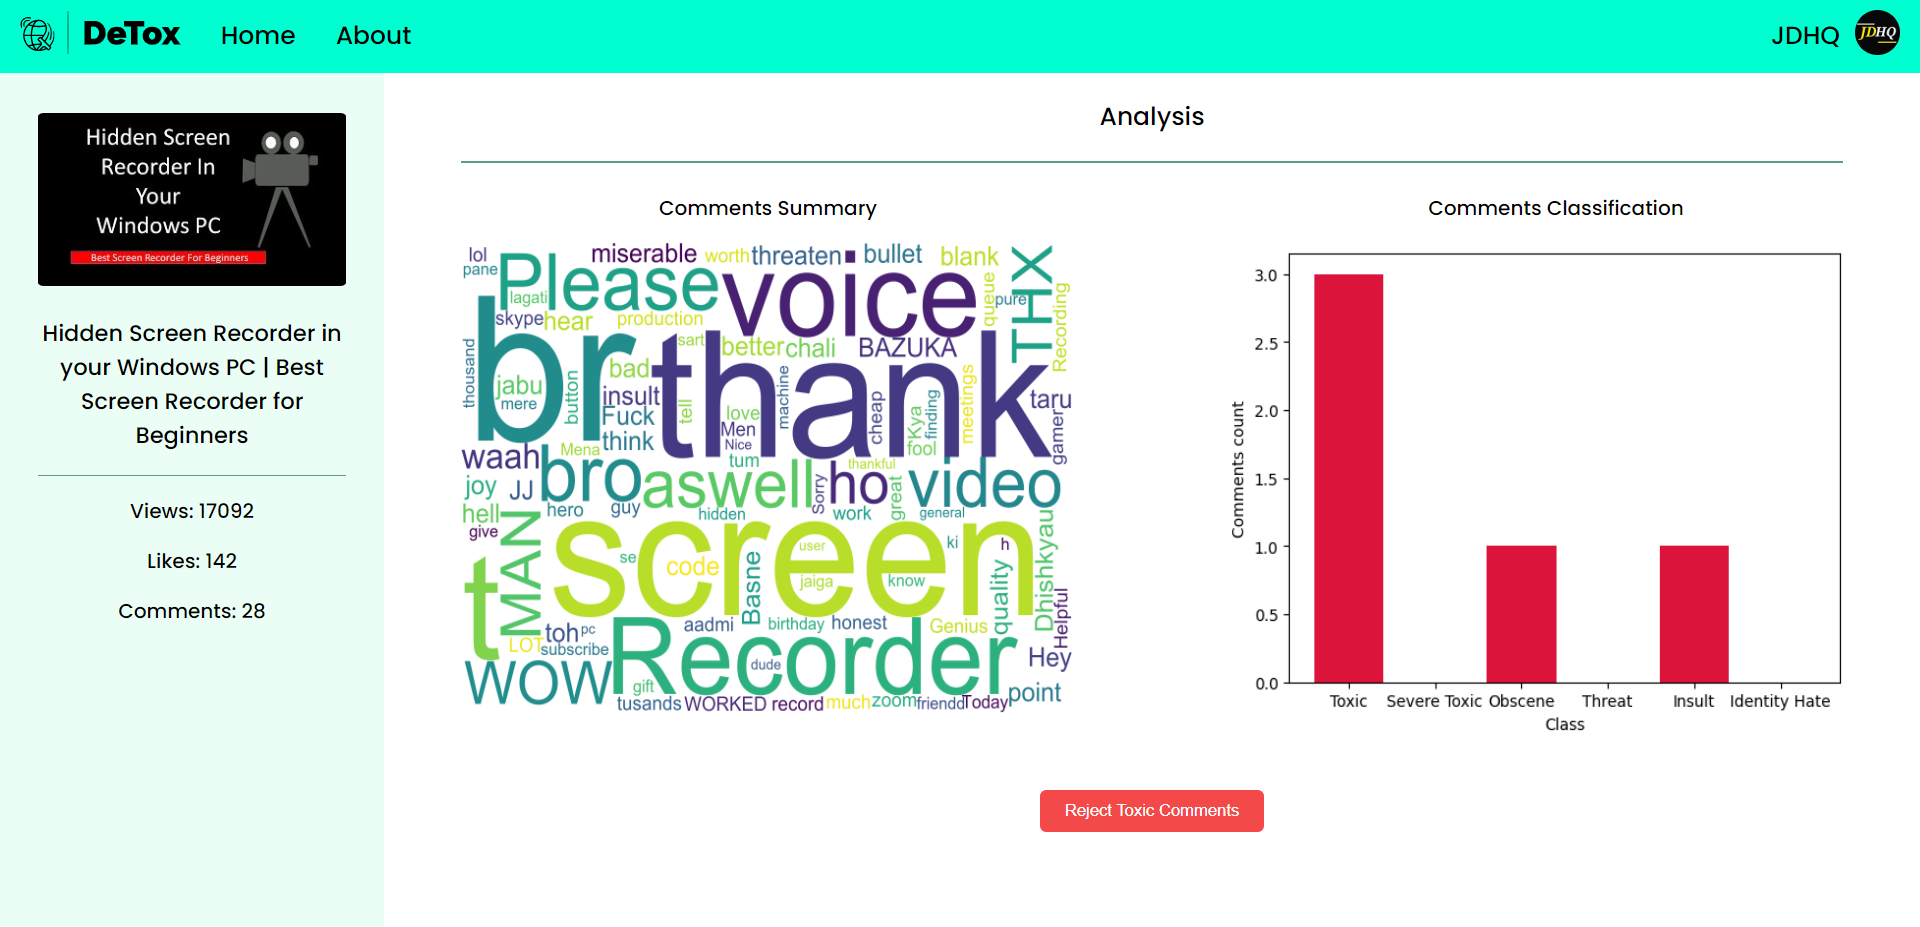 DeTox Home About JDHQ JDHQ
Hidden Screen
Recorder In
Your
Windows PC
Best Screen Recorder For Beginners
Hidden Screen Recorder in
your Windows PC | Best
Screen Recorder for
Beginners
Views: 17092
Likes: 142
Comments: 28
Analysis
Comments Summary
lol
miserable
worth
threaten
bullet
blank
THX
pane
Please
voice
lagati
queue
pure
Recording
skype
hear
production
br
thank
sart
better
chali
BAZUKA
thousand
jabu
mere
button
bad
insult
Fuck
think
tell
love
Men
Nice
machine
cheap
Kya
fool
finding
meetings
taru
gamer
waah
Mena
tum
thankful
joy
JJ
bro
aswell
Sorry
ho
great
video
hell
give
hero
guy
hidden
work
general
MAN
screen
se
code
user
jaiga
know
ki
h
Basne
quality
Dhishkyau
Helpful
t
toh
pc
LOT
subscribe
aadmi
birthday
honest
Genius
Hey
WOW
Recorder
dude
gift
tusands
WORKED
record
much
zoom
friendd
Today
point
Comments Classification
3.0
2.5
2.0
1.5
1.0
0.5
0.0
Comments count
Toxic Severe Toxic Obscene Threat Insult Identity Hate
Class
Reject Toxic Comments